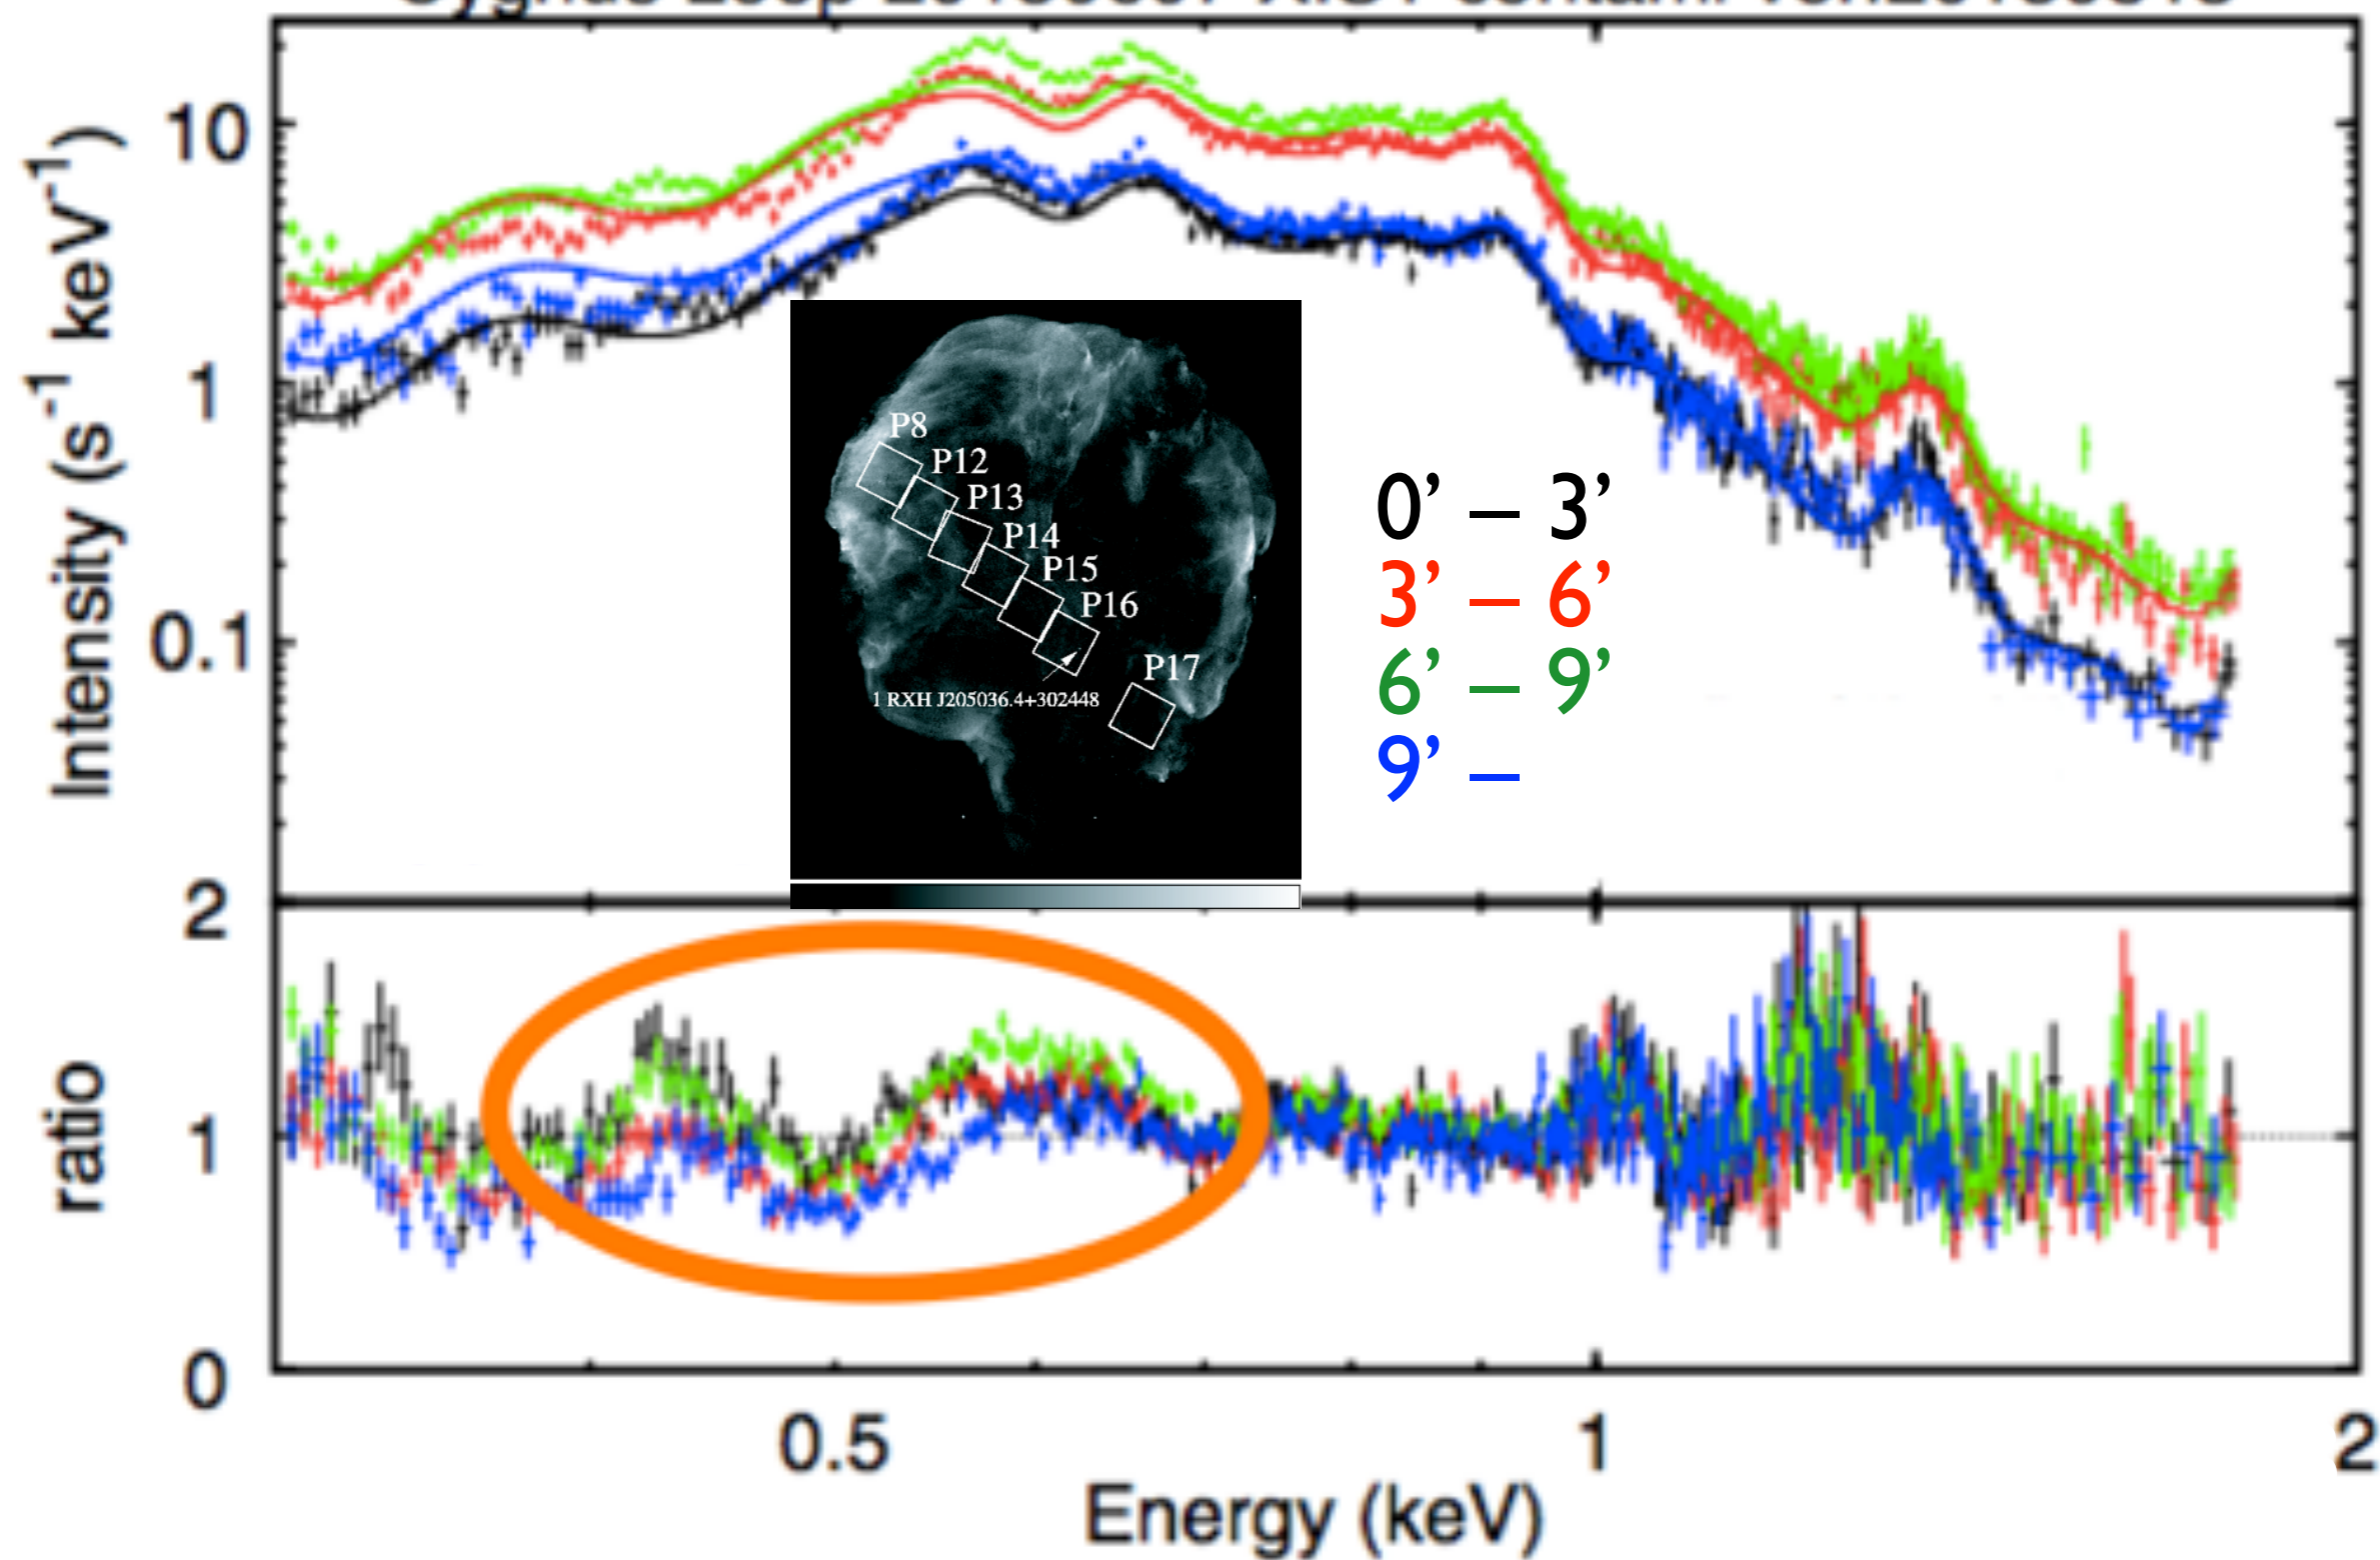 Intensity (s-1 keV-1)
10
1
0.1
P8
P12
P13
P14
P15
P16
P17
1 RXH J205036.4+302448
0’ – 3’
3’ – 6’
6’ – 9’
9’ –
ratio
2
1
0
0.5
1
2
Energy (keV)